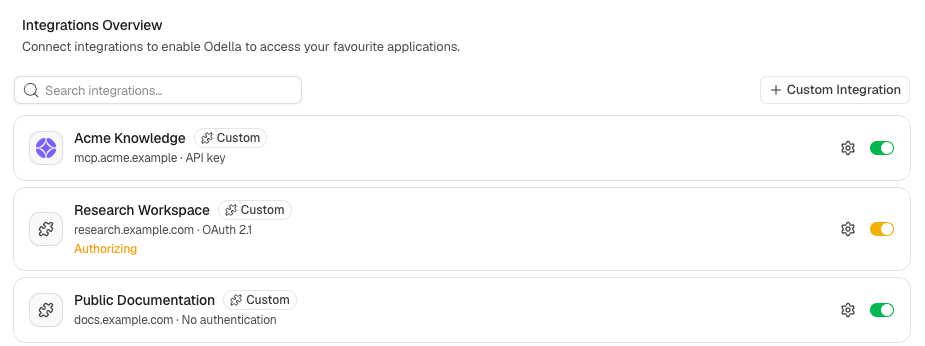 Integrations Overview
Connect integrations to enable Odella to access your favourite applications.
Search integrations...
+ Custom Integration
Acme Knowledge Custom
mcp.acme.example · API key
Research Workspace Custom
research.example.com · OAuth 2.1
Authorizing
Public Documentation Custom
docs.example.com · No authentication